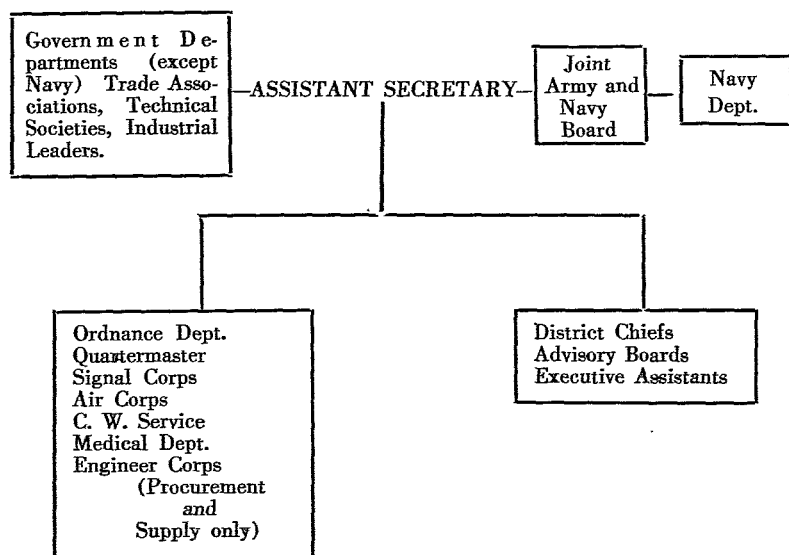 Government De-
partments (except
Navy) Trade Asso-
ciations, Technical
Societies, Industrial
Leaders.
ASSISTANT SECRETARY
Joint
Army and
Navy
Board
Navy
Dept.
Ordnance Dept.
Quartermaster
Signal Corps
Air Corps
C. W. Service
Medical Dept.
Engineer Corps
(Procurement
and
Supply only)
District Chiefs
Advisory Boards
Executive Assistants